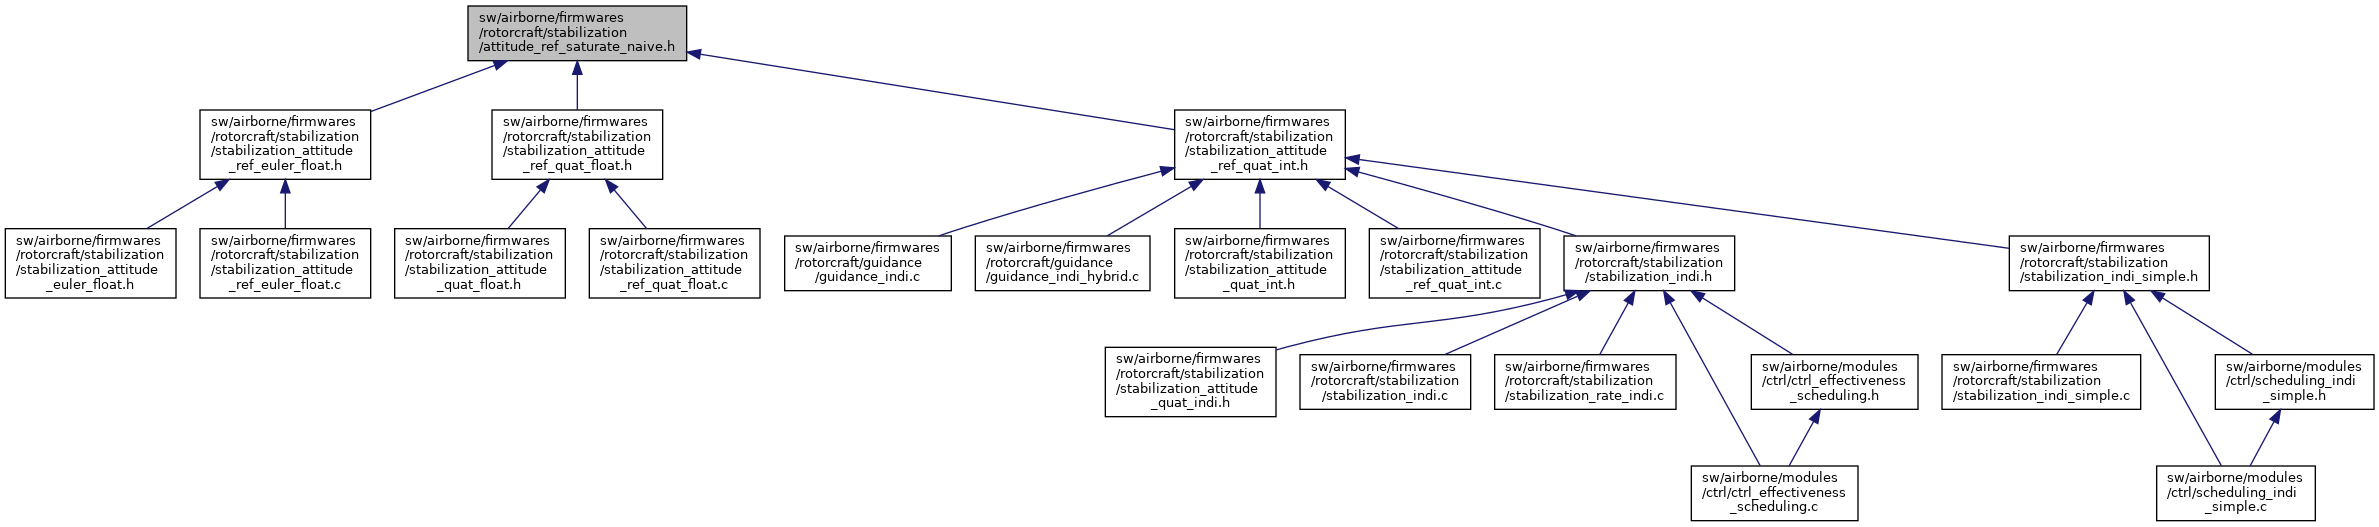 sw/airborne/firmwares
/rotorcraft/stabilization
/attitude_ref_saturate_naive.h
sw/airborne/firmwares
/rotorcraft/stabilization
/stabilization_attitude
_ref_euler_float.h
sw/airborne/firmwares
/rotorcraft/stabilization
/stabilization_attitude
_ref_quat_float.h
sw/airborne/firmwares
/rotorcraft/stabilization
/stabilization_attitude
_ref_quat_int.h
sw/airborne/firmwares
/rotorcraft/stabilization
/stabilization_attitude
_euler_float.h
sw/airborne/firmwares
/rotorcraft/stabilization
/stabilization_attitude
_ref_euler_float.c
sw/airborne/firmwares
/rotorcraft/stabilization
/stabilization_attitude
_quat_float.h
sw/airborne/firmwares
/rotorcraft/stabilization
/stabilization_attitude
_ref_quat_float.c
sw/airborne/firmwares
/rotorcraft/guidance
/guidance_indi.c
sw/airborne/firmwares
/rotorcraft/guidance
/guidance_indi_hybrid.c
sw/airborne/firmwares
/rotorcraft/stabilization
/stabilization_attitude
_quat_int.h
sw/airborne/firmwares
/rotorcraft/stabilization
/stabilization_attitude
_ref_quat_int.c
sw/airborne/firmwares
/rotorcraft/stabilization
/stabilization_indi.h
sw/airborne/firmwares
/rotorcraft/stabilization
/stabilization_indi_simple.h
sw/airborne/firmwares
/rotorcraft/stabilization
/stabilization_attitude
_quat_indi.h
sw/airborne/firmwares
/rotorcraft/stabilization
/stabilization_indi.c
sw/airborne/firmwares
/rotorcraft/stabilization
/stabilization_rate_indi.c
sw/airborne/modules
/ctrl/ctrl_effectiveness
_scheduling.h
sw/airborne/firmwares
/rotorcraft/stabilization
/stabilization_indi_simple.c
sw/airborne/modules
/ctrl/scheduling_indi
_simple.h
sw/airborne/modules
/ctrl/ctrl_effectiveness
_scheduling.c
sw/airborne/modules
/ctrl/scheduling_indi
_simple.c